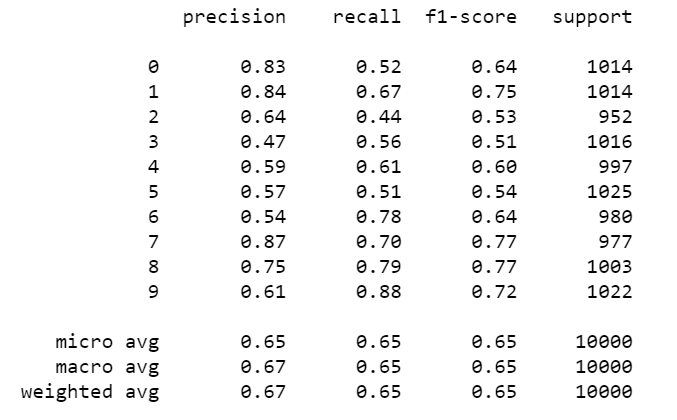 precision recall f1-score support
0 0.83 0.52 0.64 1014
1 0.84 0.67 0.75 1014
2 0.64 0.44 0.53 952
3 0.47 0.56 0.51 1016
4 0.59 0.61 0.60 997
5 0.57 0.51 0.54 1025
6 0.54 0.78 0.64 980
7 0.87 0.70 0.77 977
8 0.75 0.79 0.77 1003
9 0.61 0.88 0.72 1022
micro avg 0.65 0.65 0.65 10000
macro avg 0.67 0.65 0.65 10000
weighted avg 0.67 0.65 0.65 10000